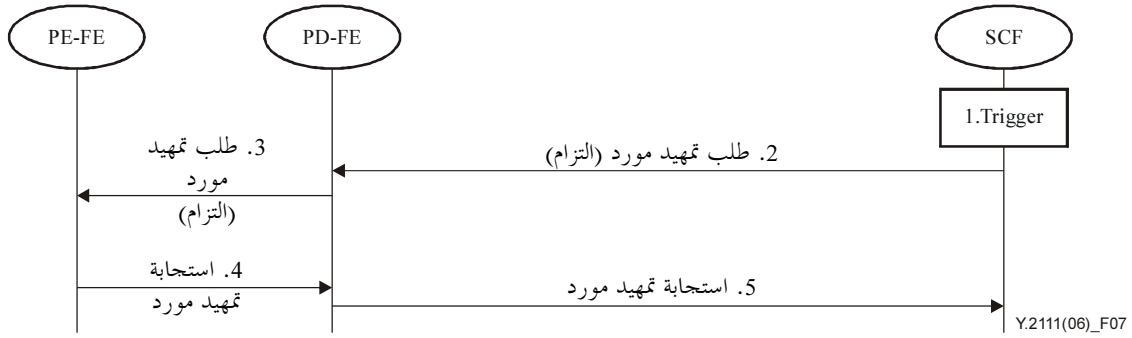 PE-FE
PD-FE
SCF
1.Trigger
2. طلب تمهيد مورد (التزام)
3. طلب تمهيد
مورد
(التزام)
4. استجابة
تمهيد مورد
5. استجابة تمهيد مورد
Y.2111(06)_F07